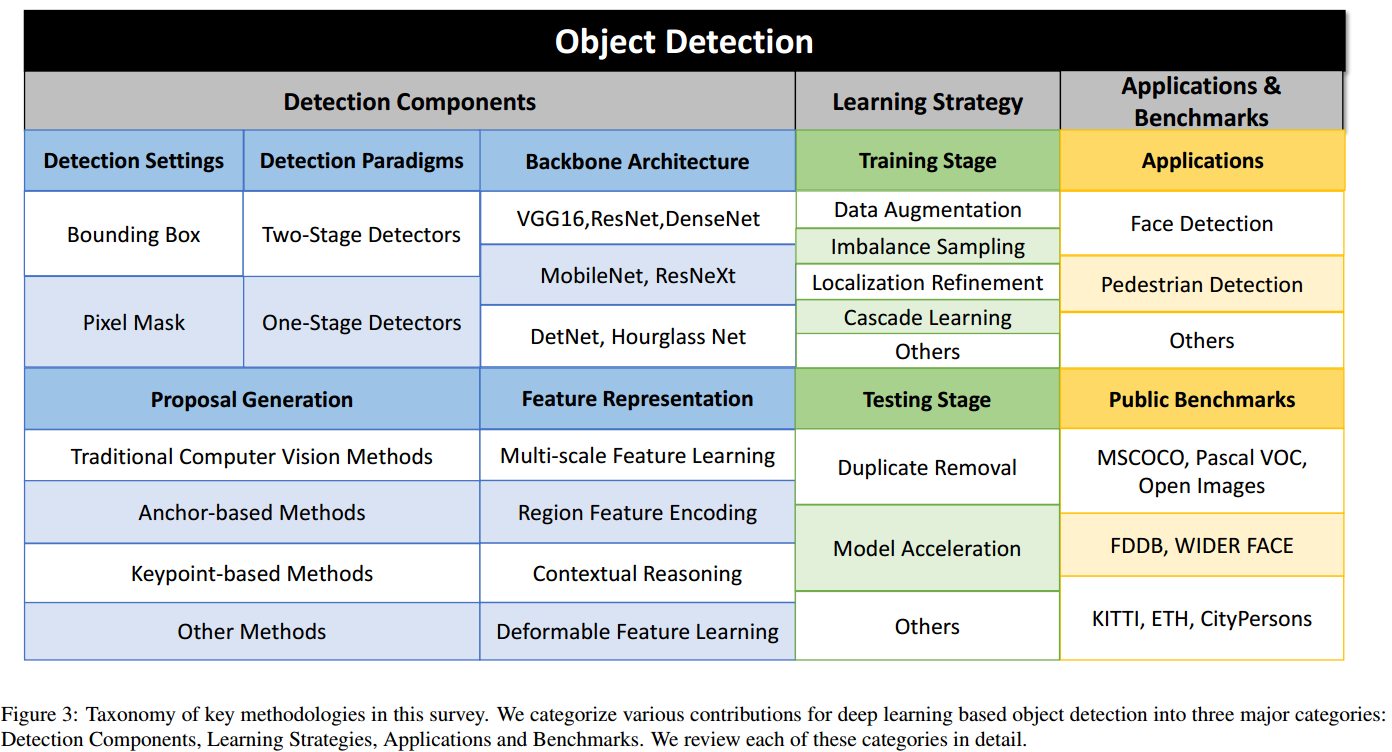 Object Detection
Detection Components
Learning Strategy
Applications &
Benchmarks
Detection Settings
Detection Paradigms
Backbone Architecture
Training Stage
Applications
Bounding Box
Two-Stage Detectors
VGG16,ResNet,DenseNet
Data Augmentation
Face Detection
Imbalance Sampling
MobileNet, ResNeXt
Localization Refinement
Pedestrian Detection
Pixel Mask
One-Stage Detectors
Cascade Learning
DetNet, Hourglass Net
Others
Others
Proposal Generation
Feature Representation
Testing Stage
Public Benchmarks
Traditional Computer Vision Methods
Multi-scale Feature Learning
Duplicate Removal
MSCOCO, Pascal VOC,
Open Images
Anchor-based Methods
Region Feature Encoding
Model Acceleration
FDDB, WIDER FACE
Keypoint-based Methods
Contextual Reasoning
Others
KITTI, ETH, CityPersons
Other Methods
Deformable Feature Learning
Figure 3: Taxonomy of key methodologies in this survey. We categorize various contributions for deep learning based object detection into three major categories:
Detection Components, Learning Strategies, Applications and Benchmarks. We review each of these categories in detail.